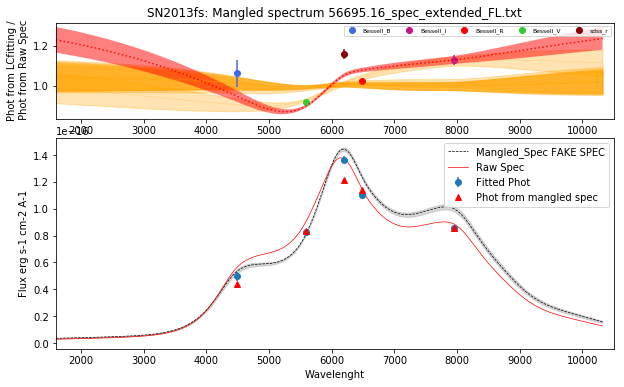 SN2013fs: Mangled spectrum 56695.16_spec_extended_FL.txt
Phot from LCfitting /
Phot from Raw Spec
1.2
1.0
Bessell_B
Bessell_I
Bessell_R
Bessell_V
sdss_r
2000 3000 4000 5000 6000 7000 8000 9000 10000
Flux erg s-1 cm-2 A-1
1.4
1.2
1.0
0.8
0.6
0.4
0.2
0.0
Mangled_Spec FAKE SPEC
Raw Spec
Fitted Phot
Phot from mangled spec
2000 3000 4000 5000 6000 7000 8000 9000 10000
Wavelenght